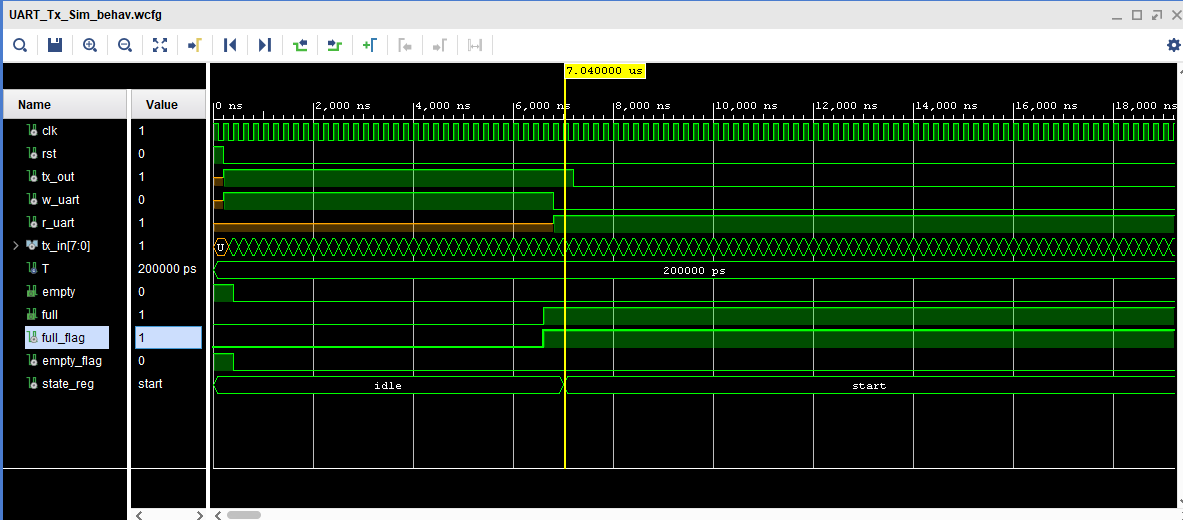 UART_Tx_Sim_behav.wcfg
7.040000 us
Name Value
0 ns 2,000 ns 4,000 ns 6,000 ns 8,000 ns 10,000 ns 12,000 ns 14,000 ns 16,000 ns 18,000 ns
clk 1
rst 0
tx_out 1
w_uart 0
r_uart 1
tx_in[7:0] 1 U
T 200000 ps 200000 ps
empty 0
full 1
full_flag 1
empty_flag 0
state_reg start idle start